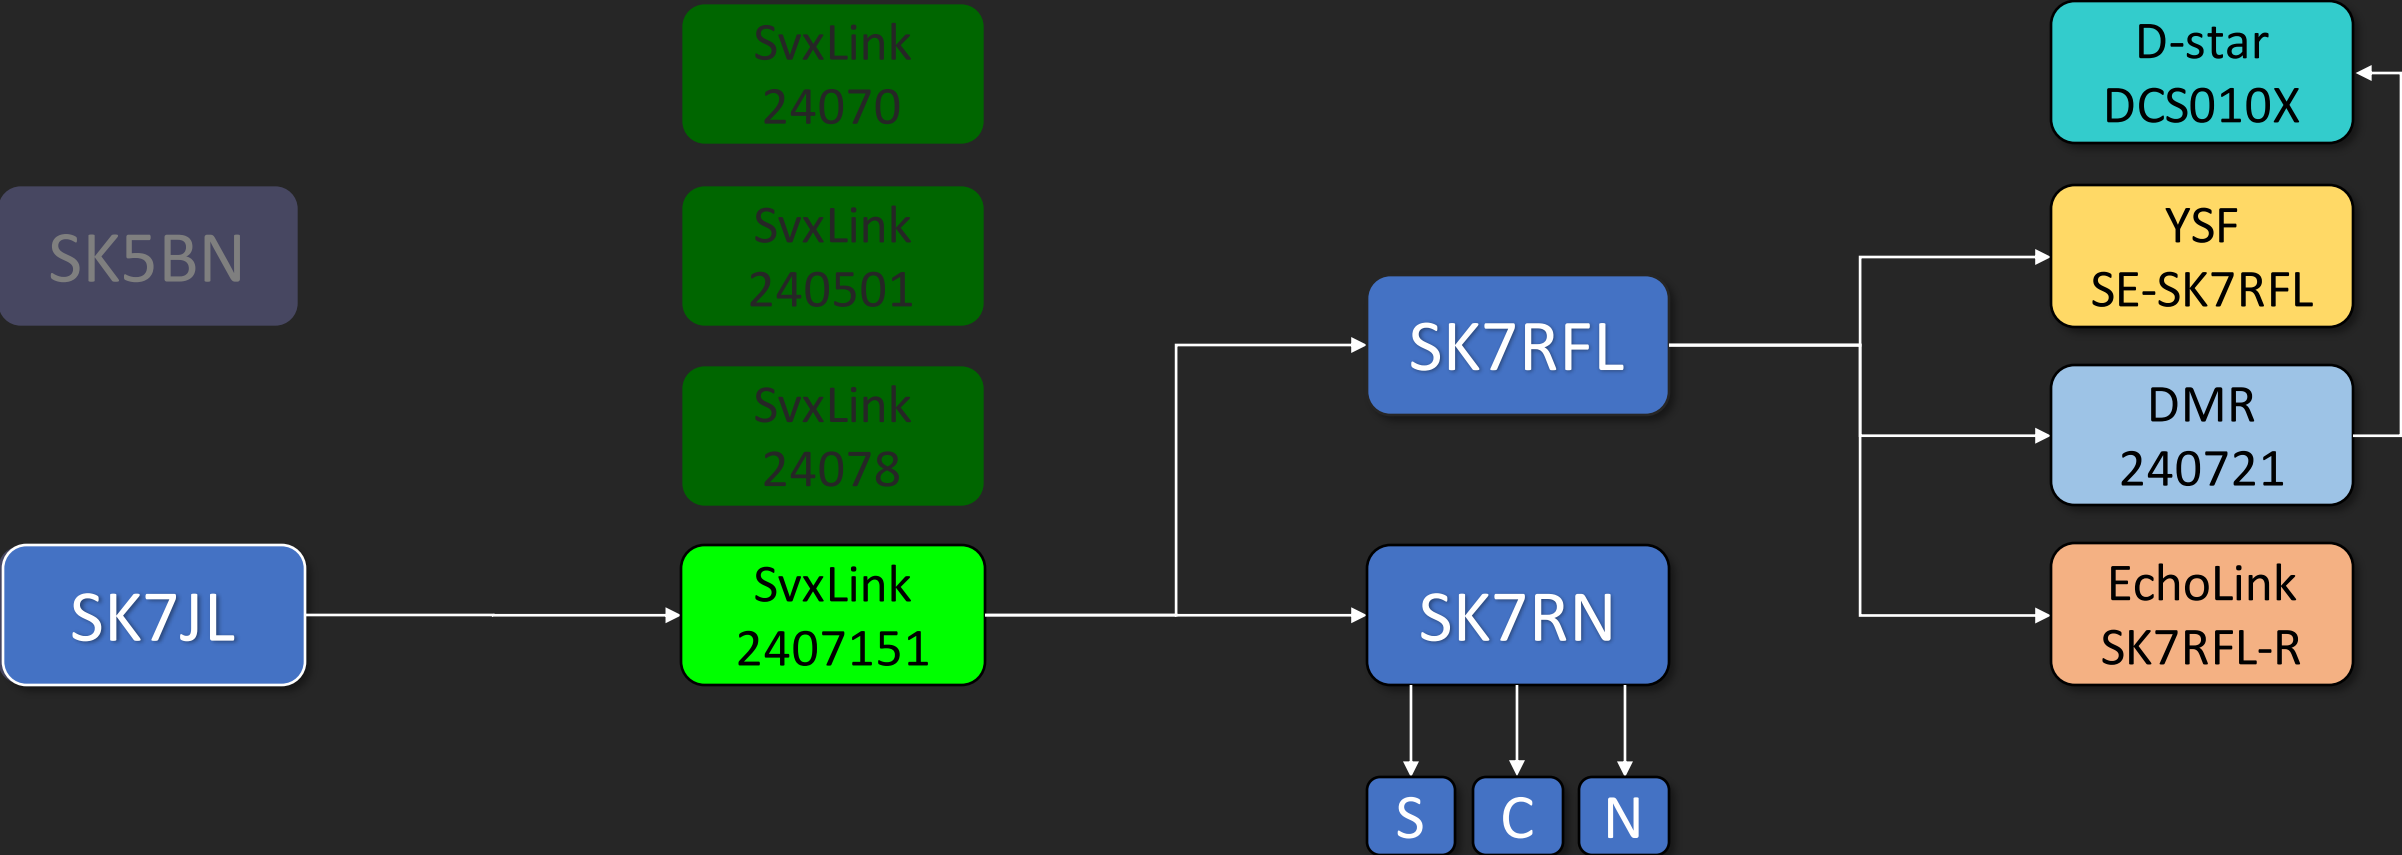 SvxLink
24070
D-star
DCS010X
SK5BN
SvxLink
240501
YSF
SE-SK7RFL
SK7RFL
SvxLink
24078
DMR
240721
SK7JL
SvxLink
2407151
SK7RN
EchoLink
SK7RFL-R
S
C
N